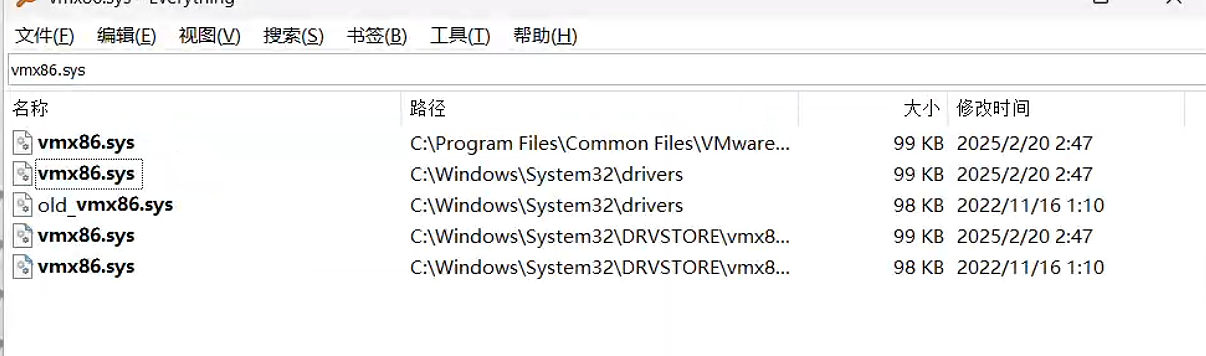 vmx86.sys - Everything
文件(F) 编辑(E) 视图(V) 搜索(S) 书签(B) 工具(T) 帮助(H)
vmx86.sys
名称 路径 大小 修改时间
vmx86.sys C:\Program Files\Common Files\VMware... 99 KB 2025/2/20 2:47
vmx86.sys C:\Windows\System32\drivers 99 KB 2025/2/20 2:47
old_vmx86.sys C:\Windows\System32\drivers 98 KB 2022/11/16 1:10
vmx86.sys C:\Windows\System32\DRVSTORE\vmx8... 99 KB 2025/2/20 2:47
vmx86.sys C:\Windows\System32\DRVSTORE\vmx8... 98 KB 2022/11/16 1:10